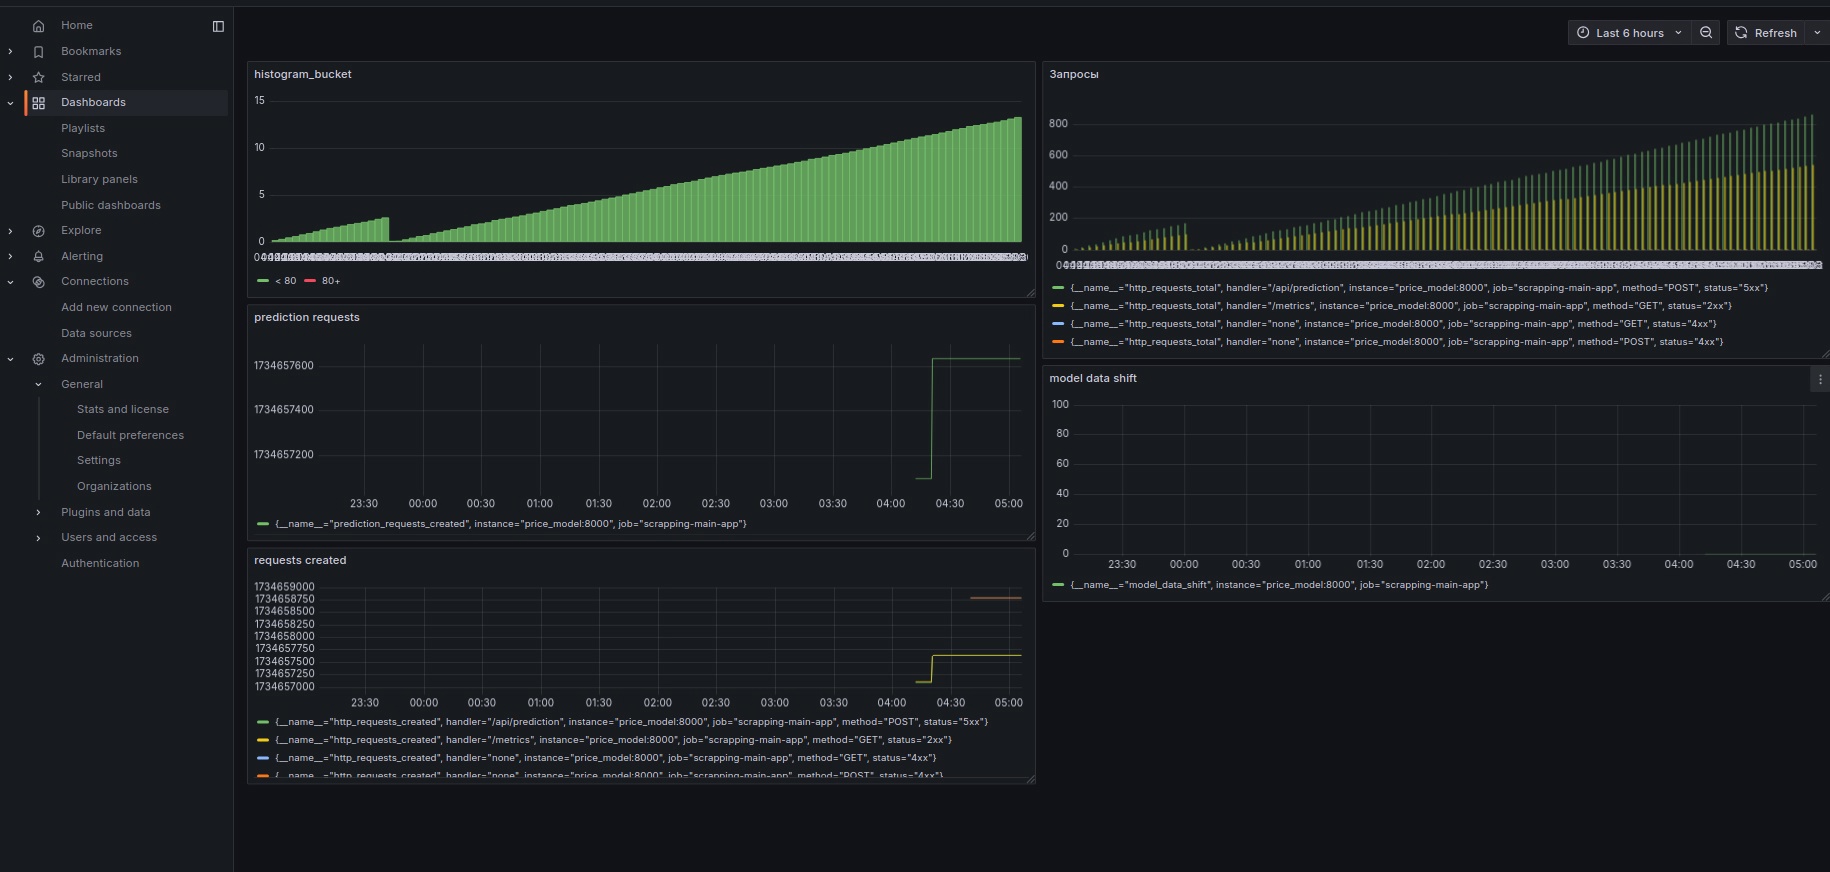 Home
Bookmarks
Starred
Dashboards
Playlists
Snapshots
Library panels
Public dashboards
Explore
Alerting
Connections
Add new connection
Data sources
Administration
General
Stats and license
Default preferences
Settings
Organizations
Plugins and data
Users and access
Authentication
Last 6 hours
Refresh
histogram_bucket
15
10
5
0
< 80
80+
prediction requests
1734657600
1734657400
1734657200
23:30 00:00 00:30 01:00 01:30 02:00 02:30 03:00 03:30 04:00 04:30 05:00
{__name__="prediction_requests_created", instance="price_model:8000", job="scrapping-main-app"}
requests created
1734659000
1734658750
1734658500
1734658250
1734658000
1734657750
1734657500
1734657250
1734657000
23:30 00:00 00:30 01:00 01:30 02:00 02:30 03:00 03:30 04:00 04:30 05:00
{__name__="http_requests_created", handler="/api/prediction", instance="price_model:8000", job="scrapping-main-app", method="POST", status="5xx"}
{__name__="http_requests_created", handler="/metrics", instance="price_model:8000", job="scrapping-main-app", method="GET", status="2xx"}
{__name__="http_requests_created", handler="none", instance="price_model:8000", job="scrapping-main-app", method="GET", status="4xx"}
{__name__="http_requests_created", handler="none", instance="price_model:8000", job="scrapping-main-app", method="POST", status="4xx"}
Запросы
800
600
400
200
0
{__name__="http_requests_total", handler="/api/prediction", instance="price_model:8000", job="scrapping-main-app", method="POST", status="5xx"}
{__name__="http_requests_total", handler="/metrics", instance="price_model:8000", job="scrapping-main-app", method="GET", status="2xx"}
{__name__="http_requests_total", handler="none", instance="price_model:8000", job="scrapping-main-app", method="GET", status="4xx"}
{__name__="http_requests_total", handler="none", instance="price_model:8000", job="scrapping-main-app", method="POST", status="4xx"}
model data shift
100
80
60
40
20
0
23:30 00:00 00:30 01:00 01:30 02:00 02:30 03:00 03:30 04:00 04:30 05:00
{__name__="model_data_shift", instance="price_model:8000", job="scrapping-main-app"}